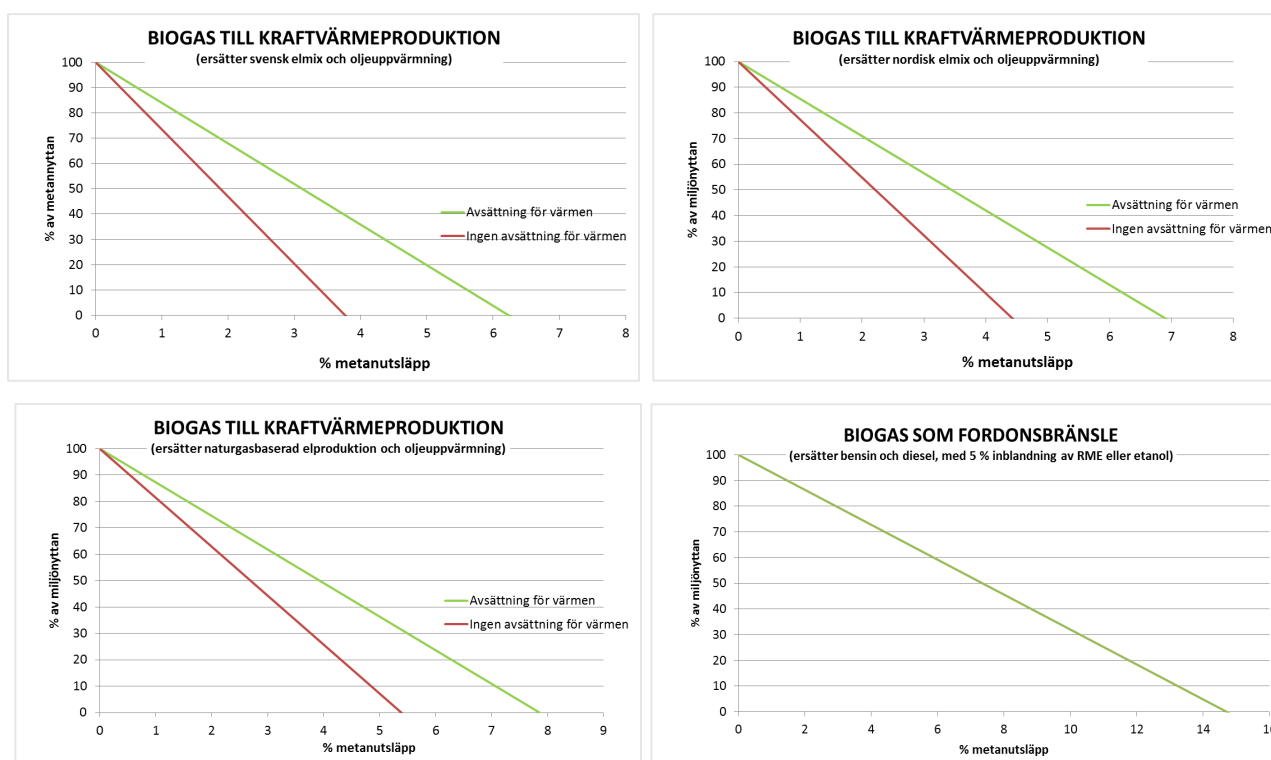 BIOGAS TILL KRAFTVÄRMEPRODUKTION
(ersätter svensk elmix och oljeuppvärmning)
% av metannyttan
100
90
80
70
60
50
40
30
20
10
0
0 1 2 3 4 5 6 7 8
Avsättning för värmen
Ingen avsättning för värmen
% metanutsläpp
BIOGAS TILL KRAFTVÄRMEPRODUKTION
(ersätter nordisk elmix och oljeuppvärmning)
% av miljönyttan
100
90
80
70
60
50
40
30
20
10
0
0 1 2 3 4 5 6 7 8
Avsättning för värmen
Ingen avsättning för värmen
% metanutsläpp
BIOGAS TILL KRAFTVÄRMEPRODUKTION
(ersätter naturgasbaserad elproduktion och oljeuppvärmning)
% av miljönyttan
100
90
80
70
60
50
40
30
20
10
0
0 1 2 3 4 5 6 7 8 9
Avsättning för värmen
Ingen avsättning för värmen
% metanutsläpp
BIOGAS SOM FORDONSBRÄNSLE
(ersätter bensin och diesel, med 5 % inblandning av RME eller etanol)
% av miljönyttan
100
90
80
70
60
50
40
30
20
10
0
0 2 4 6 8 10 12 14 16
% metanutsläpp